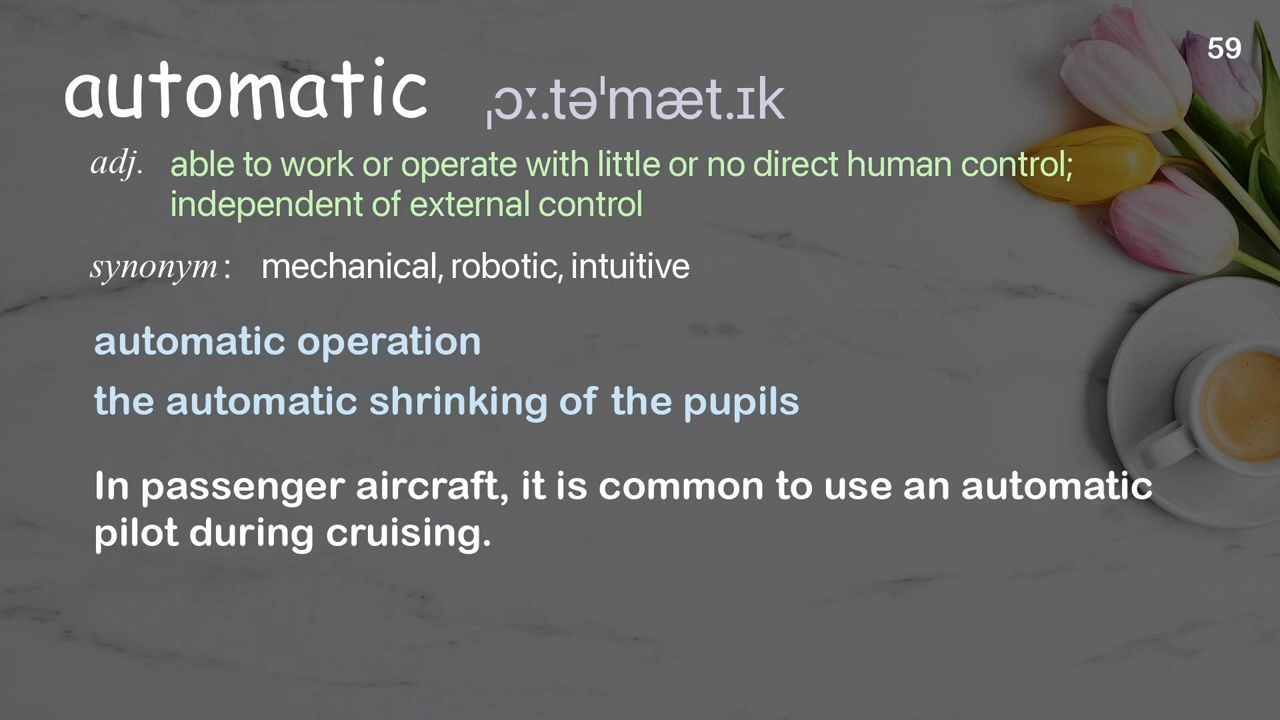 59
automatic ˌɔː.təˈmæt.ɪk
adj. able to work or operate with little or no direct human control;
independent of external control
synonym : mechanical, robotic, intuitive
automatic operation
the automatic shrinking of the pupils
In passenger aircraft, it is common to use an automatic
pilot during cruising.